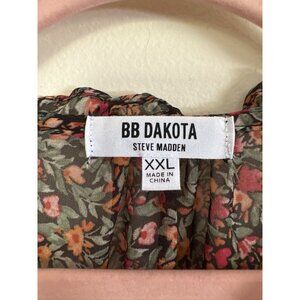 BB DAKOTA
STEVE MADDEN
XXL
MADE IN
CHINA